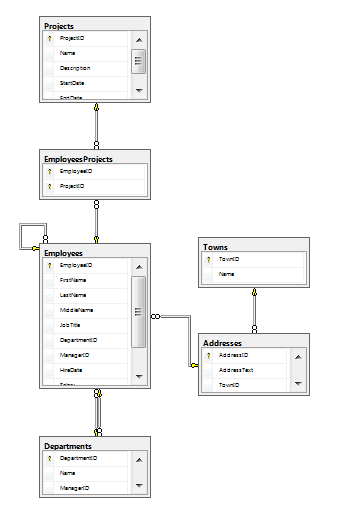 Projects
ProjectID
Name
Description
StartDate
EndDate
EmployeesProjects
EmployeeID
ProjectID
Employees
EmployeeID
FirstName
LastName
MiddleName
JobTitle
DepartmentID
ManagerID
HireDate
Salary
Towns
TownID
Name
Addresses
AddressID
AddressText
TownID
Departments
DepartmentID
Name
ManagerID